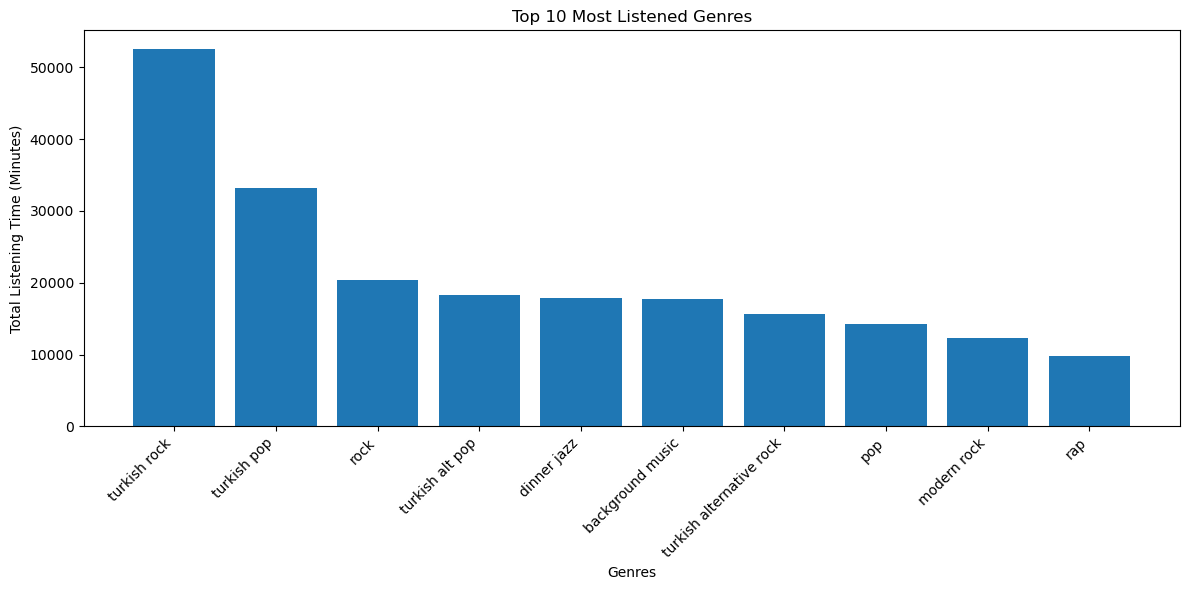 Top 10 Most Listened Genres
Total Listening Time (Minutes)
50000
40000
30000
20000
10000
0
turkish rock
turkish pop
rock
turkish alt pop
dinner jazz
background music
turkish alternative rock
pop
modern rock
rap
Genres